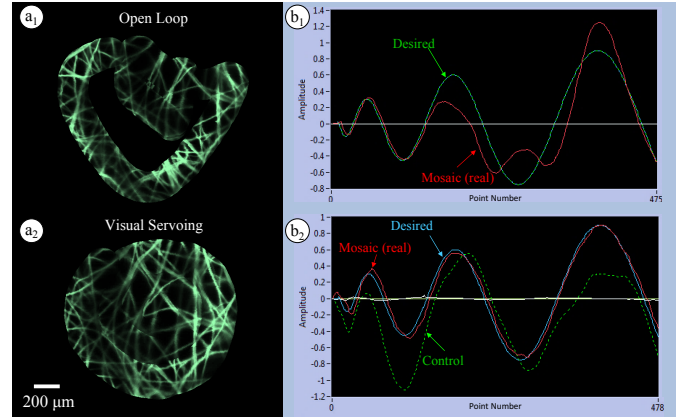 a1
Open Loop
a2
Visual Servoing
200 µm
b1
Amplitude
1.4
1.2
1
0.8
0.6
0.4
0.2
0
-0.2
-0.4
-0.6
-0.8
Desired
Mosaic (real)
0
Point Number
475
b2
Amplitude
1
0.8
0.6
0.4
0.2
0
-0.2
-0.4
-0.6
-0.8
-1
-1.2
Mosaic (real)
Desired
Control
0
Point Number
478